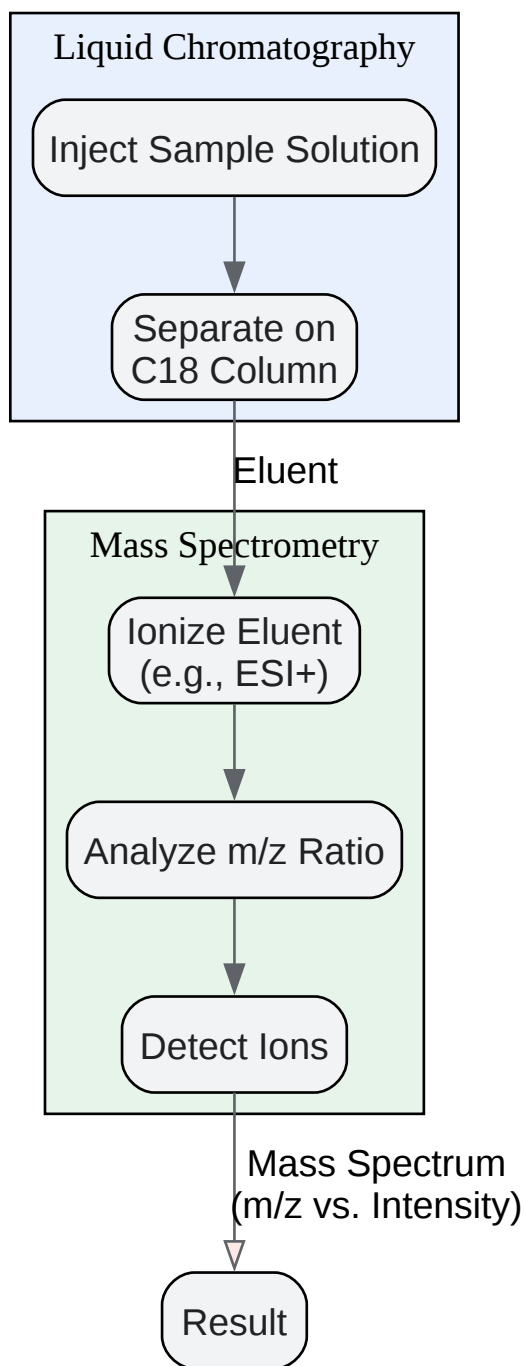 Liquid Chromatography
Inject Sample Solution
Separate on
C18 Column
Eluent
Mass Spectrometry
Ionize Eluent
(e.g., ESI+)
Analyze m/z Ratio
Detect Ions
Mass Spectrum
(m/z vs. Intensity)
Result